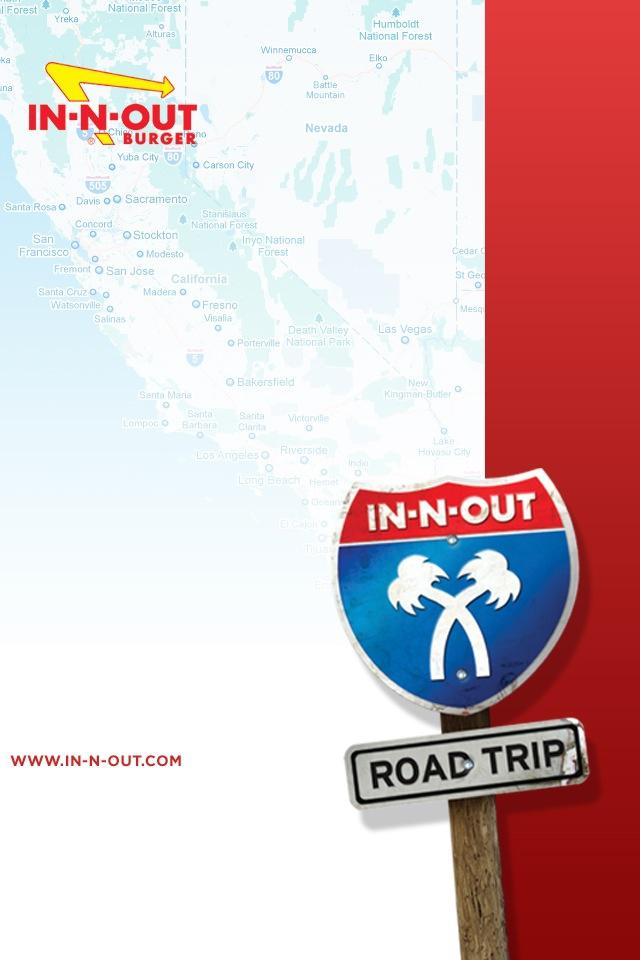 Humboldt
National Forest
l Forest
National Forest
Yreka
Alturas
Winnemucca
Elko
80
Battle
Mountain
IN-N-OUT
BURGER
®
Nevada
Yuba City
80
Carson City
505
Davis
Sacramento
Santa Rosa
Stanislaus
National Forest
Concord
Stockton
San
Francisco
Inyo National
Forest
Modesto
Cedar C
Fremont
San Jose
St Geo
California
Santa Cruz
Madera
Watsonville
Fresno
Mesq
Salinas
Visalia
Death Valley
National Park
Las Vegas
Porterville
5
Bakersfield
New
Kingman-Butler
Santa Maria
Lompoc
Santa
Barbara
Santa
Clarita
Victorville
Lake
Havasu City
Los Angeles
Riverside
Indio
Long Beach
Hemet
Oceans
El Cajon
Tijua
IN-N-OUT
ROAD TRIP
WWW.IN-N-OUT.COM